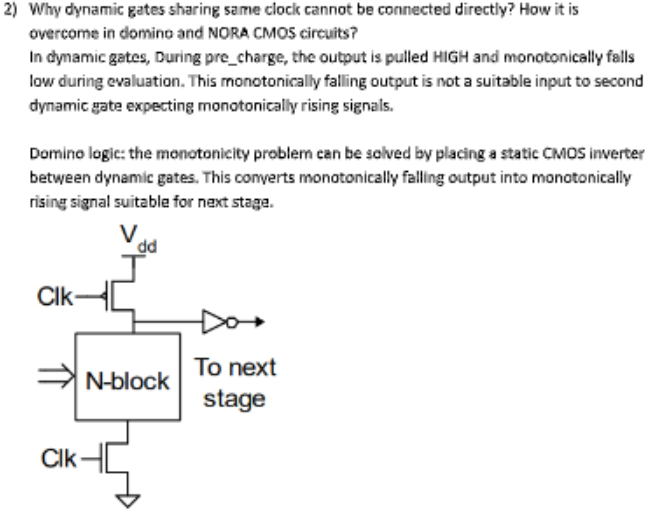 2) Why dynamic gates sharing same clock cannot be connected directly? How it is
overcome in domino and NORA CMOS circuits?
In dynamic gates, During pre_charge, the output is pulled HIGH and monotonically falls
low during evaluation. This monotonically falling output is not a suitable input to second
dynamic gate expecting monotonically rising signals.
Domino logic: the monotonicity problem can be solved by placing a static CMOS inverter
between dynamic gates. This converts monotonically falling output into monotonically
rising signal suitable for next stage.
Vdd
Clk
N-block
To next
stage
Clk